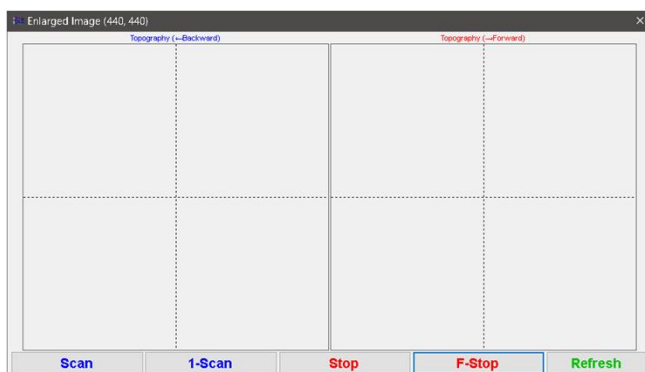 Enlarged Image (440, 440)
Topography (←Backward) Topography (→Forward)
Scan 1-Scan Stop F-Stop Refresh